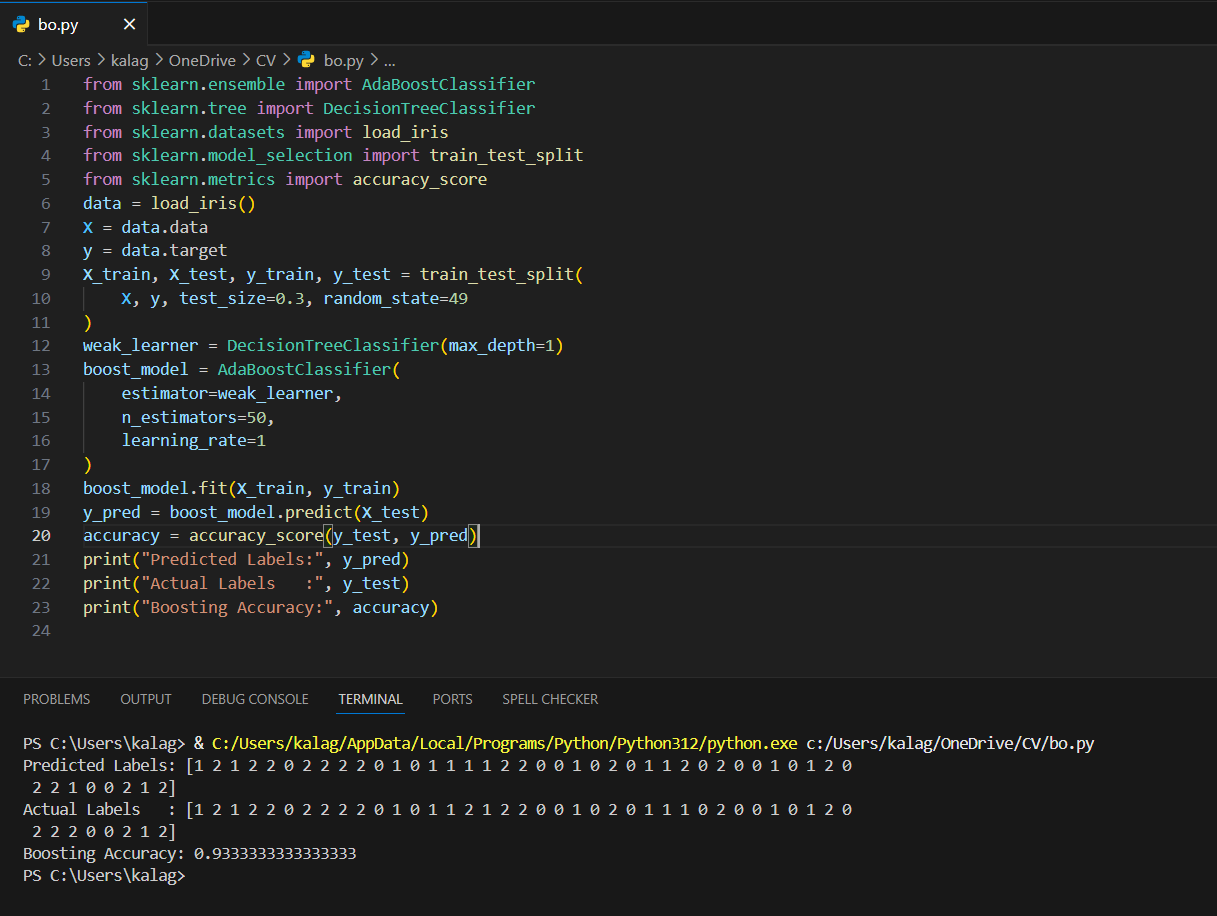 bo.py
C: > Users > kalag > OneDrive > CV > bo.py > ...
1 from sklearn.ensemble import AdaBoostClassifier
2 from sklearn.tree import DecisionTreeClassifier
3 from sklearn.datasets import load_iris
4 from sklearn.model_selection import train_test_split
5 from sklearn.metrics import accuracy_score
6 data = load_iris()
7 X = data.data
8 y = data.target
9 X_train, X_test, y_train, y_test = train_test_split(
10     X, y, test_size=0.3, random_state=49
11 )
12 weak_learner = DecisionTreeClassifier(max_depth=1)
13 boost_model = AdaBoostClassifier(
14     estimator=weak_learner,
15     n_estimators=50,
16     learning_rate=1
17 )
18 boost_model.fit(X_train, y_train)
19 y_pred = boost_model.predict(X_test)
20 accuracy = accuracy_score(y_test, y_pred)
21 print("Predicted Labels:", y_pred)
22 print("Actual Labels   :", y_test)
23 print("Boosting Accuracy:", accuracy)
24
PROBLEMS OUTPUT DEBUG CONSOLE TERMINAL PORTS SPELL CHECKER
PS C:\Users\kalag> & C:/Users/kalag/AppData/Local/Programs/Python/Python312/python.exe c:/Users/kalag/OneDrive/CV/bo.py
Predicted Labels: [1 2 1 2 2 0 2 2 2 2 0 1 0 1 1 1 1 2 2 0 0 1 0 2 0 1 1 2 0 2 0 0 1 0 1 2 0
 2 2 1 0 0 2 1 2]
Actual Labels   : [1 2 1 2 2 0 2 2 2 2 0 1 0 1 1 2 1 2 2 0 0 1 0 2 0 1 1 1 0 2 0 0 1 0 1 2 0
 2 2 2 0 0 2 1 2]
Boosting Accuracy: 0.9333333333333333
PS C:\Users\kalag>